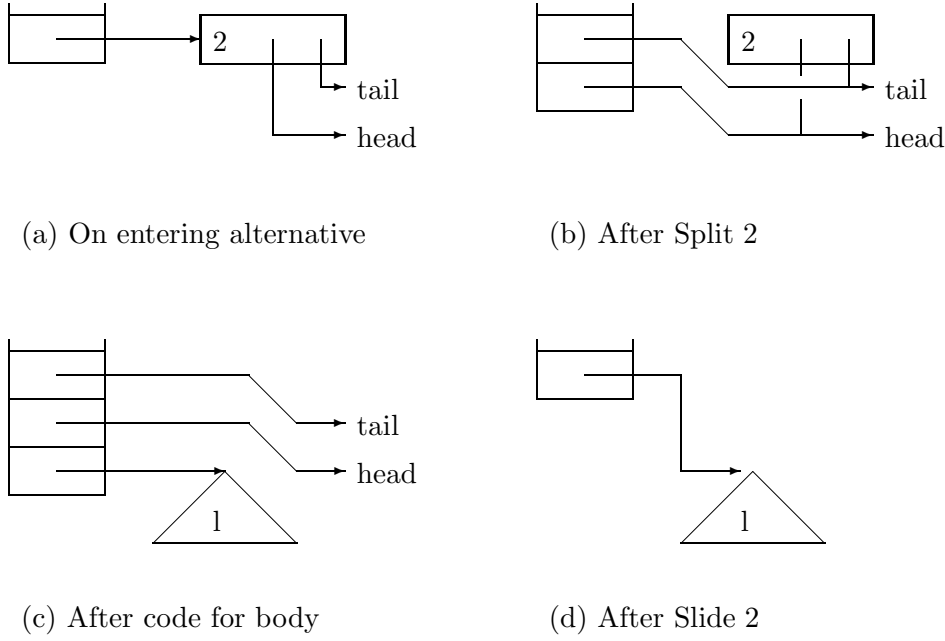 2
tail
head
(a) On entering alternative
2
tail
head
(b) After Split 2
tail
head
l
(c) After code for body
l
(d) After Slide 2